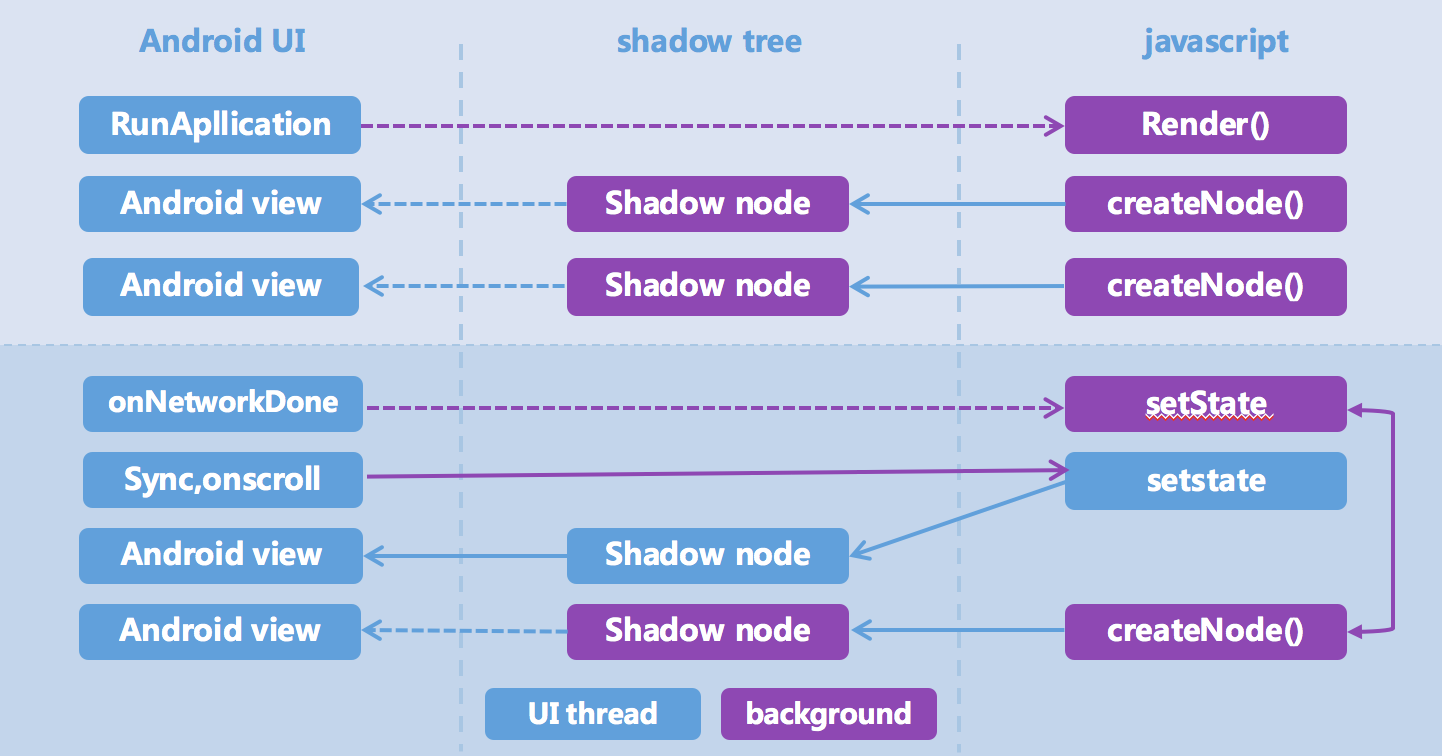 Android UI shadow tree javascript
RunApllication Render()
Android view Shadow node createNode()
Android view Shadow node createNode()
onNetworkDone setState
Sync,onscroll setstate
Android view Shadow node
Android view Shadow node createNode()
UI thread background